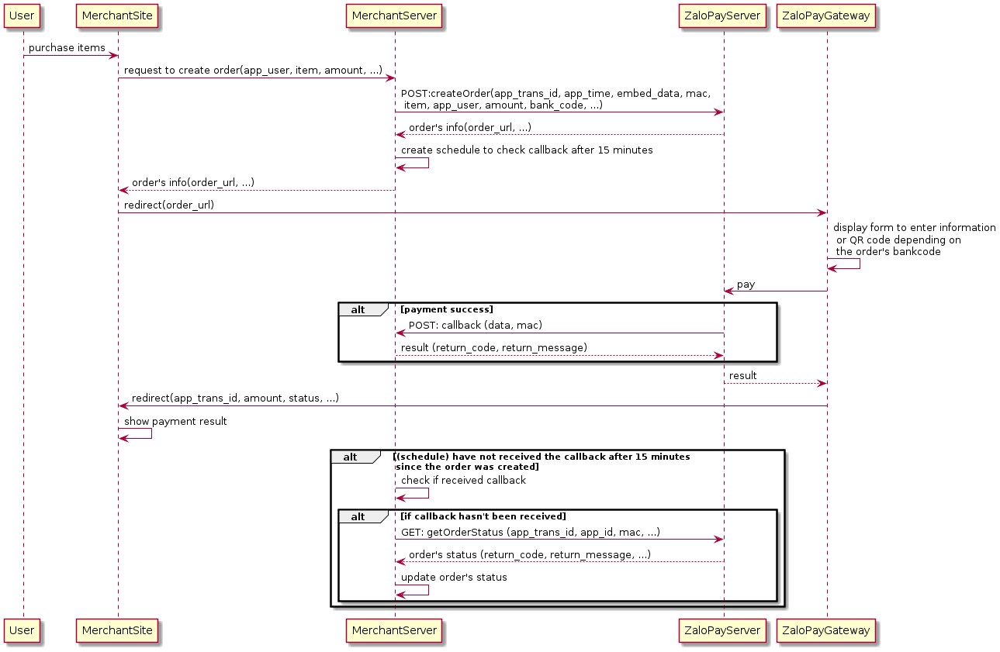 User
MerchantSite
MerchantServer
ZaloPayServer
ZaloPayGateway
purchase items
request to create order(app_user, item, amount, ...)
POST:createOrder(app_trans_id, app_time, embed_data, mac,
item, app_user, amount, bank_code, ...)
order's info(order_url, ...)
create schedule to check callback after 15 minutes
order's info(order_url, ...)
redirect(order_url)
display form to enter information
or QR code depending on
the order's bankcode
pay
alt [payment success]
POST: callback (data, mac)
result (return_code, return_message)
result
redirect(app_trans_id, amount, status, ...)
show payment result
alt [(schedule) have not received the callback after 15 minutes
since the order was created]
check if received callback
alt [if callback hasn't been received]
GET: getOrderStatus (app_trans_id, app_id, mac, ...)
order's status (return_code, return_message, ...)
update order's status
User
MerchantSite
MerchantServer
ZaloPayServer
ZaloPayGateway